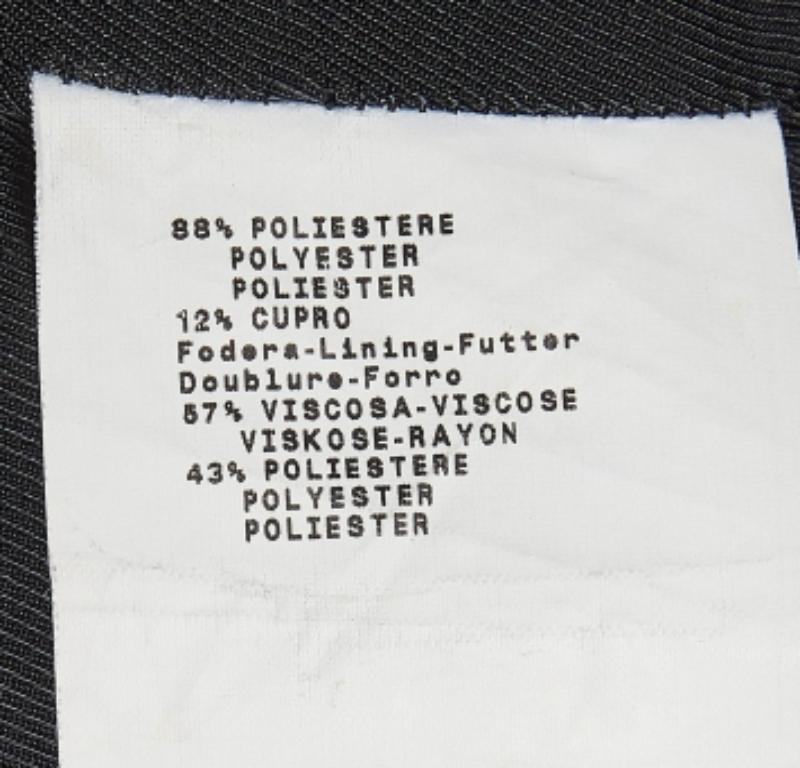 88% POLIESTERE
POLYESTER
POLIESTER
12% CUPRO
Fodera-Lining-Futter
Doublure-Forro
57% VISCOSA-VISCOSE
VISKOSE-RAYON
43% POLIESTERE
POLYESTER
POLIESTER